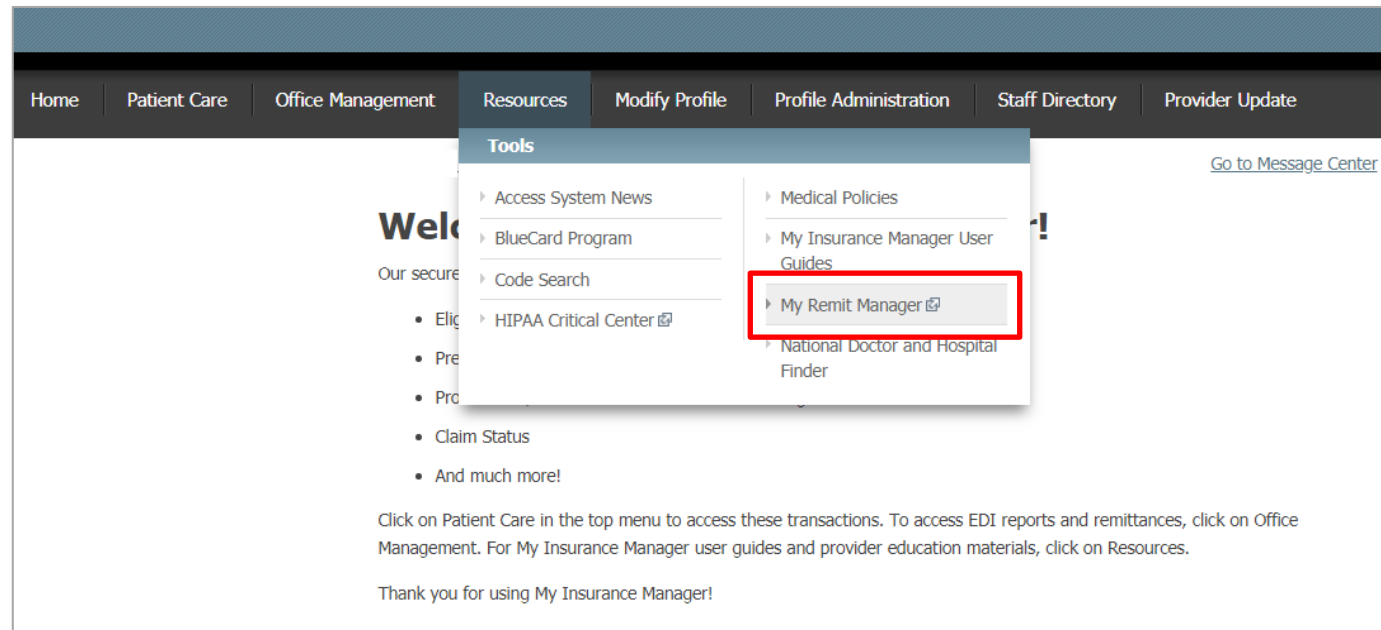 Home Patient Care Office Management Resources Modify Profile Profile Administration Staff Directory Provider Update
Tools
Go to Message Center
Access System News
BlueCard Program
Code Search
HIPAA Critical Center
Medical Policies
My Insurance Manager User
Guides
My Remit Manager
National Doctor and Hospital
Finder
!
Our secure
Claim Status
And much more!
Click on Patient Care in the top menu to access these transactions. To access EDI reports and remittances, click on Office
Management. For My Insurance Manager user guides and provider education materials, click on Resources.
Thank you for using My Insurance Manager!